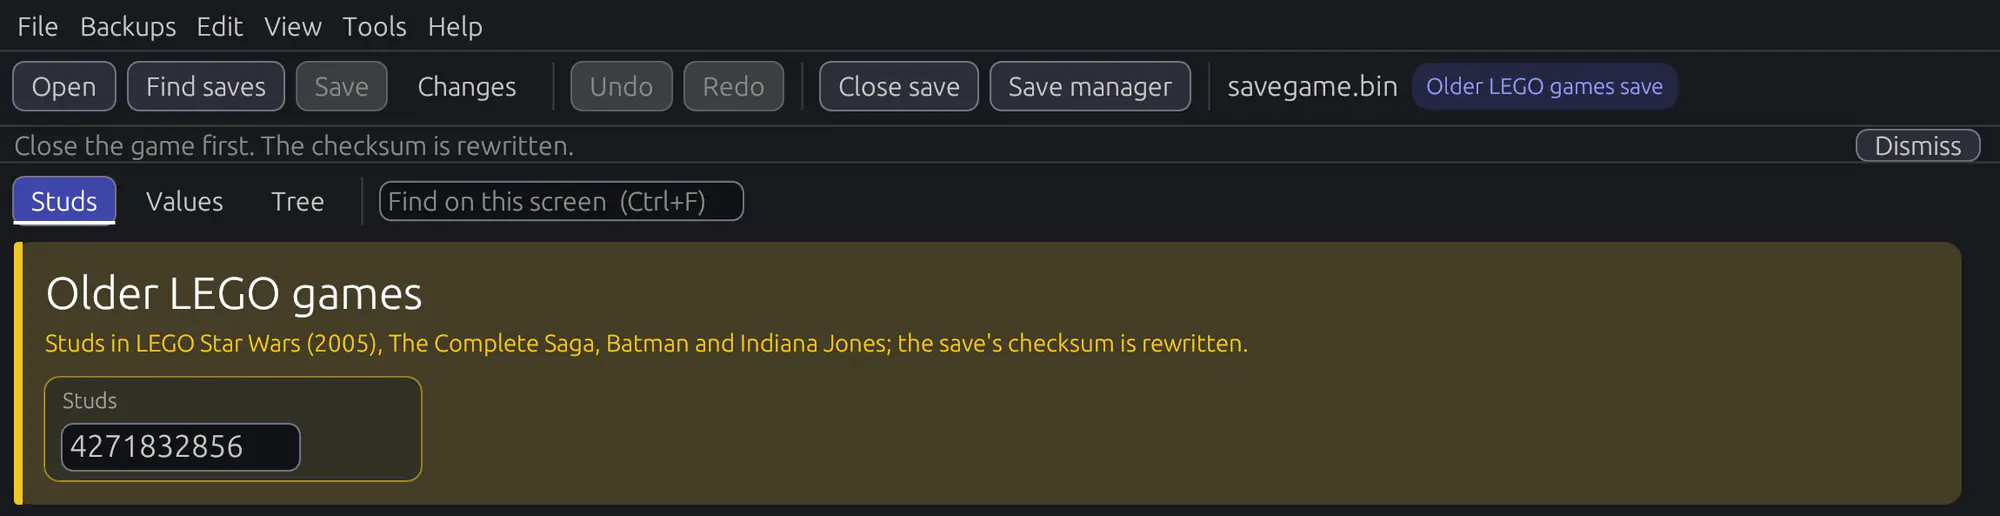 File Backups Edit View Tools Help
Open Find saves Save Changes Undo Redo Close save Save manager savegame.bin Older LEGO games save
Close the game first. The checksum is rewritten. Dismiss
Studs Values Tree Find on this screen (Ctrl+F)
Older LEGO games
Studs in LEGO Star Wars (2005), The Complete Saga, Batman and Indiana Jones; the save's checksum is rewritten.
Studs
4271832856